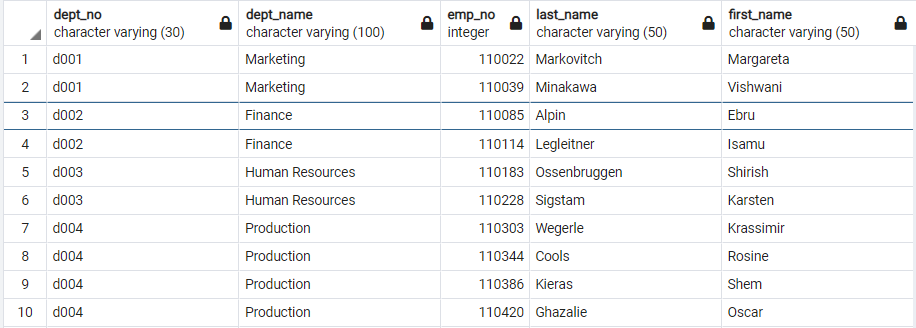 dept_no dept_name emp_no last_name first_name
character varying (30) character varying (100) integer character varying (50) character varying (50)
1 d001 Marketing 110022 Markovitch Margareta
2 d001 Marketing 110039 Minakawa Vishwani
3 d002 Finance 110085 Alpin Ebru
4 d002 Finance 110114 Legleitner Isamu
5 d003 Human Resources 110183 Ossenbruggen Shirish
6 d003 Human Resources 110228 Sigstam Karsten
7 d004 Production 110303 Wegerle Krassimir
8 d004 Production 110344 Cools Rosine
9 d004 Production 110386 Kieras Shem
10 d004 Production 110420 Ghazalie Oscar